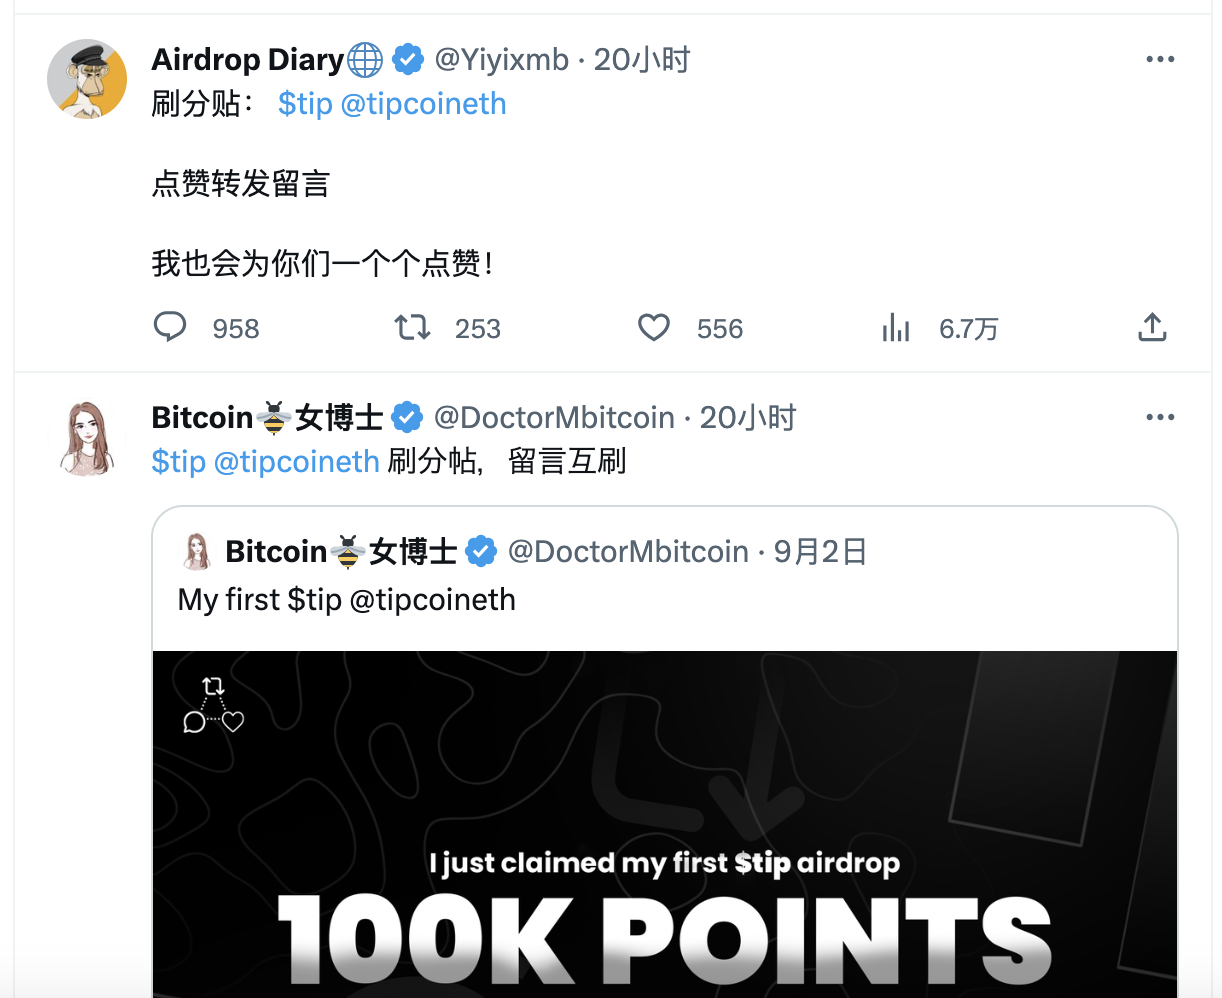 Airdrop Diary🌐 @Yiyixmb · 20小时
刷分贴： $tip @tipcoineth
点赞转发留言
我也会为你们一个个点赞！
958 253 556 6.7万
Bitcoin🐝女博士 @DoctorMbitcoin · 20小时
$tip @tipcoineth 刷分帖，留言互刷
Bitcoin🐝女博士 @DoctorMbitcoin · 9月2日
My first $tip @tipcoineth
I just claimed my first $tip airdrop
100K POINTS